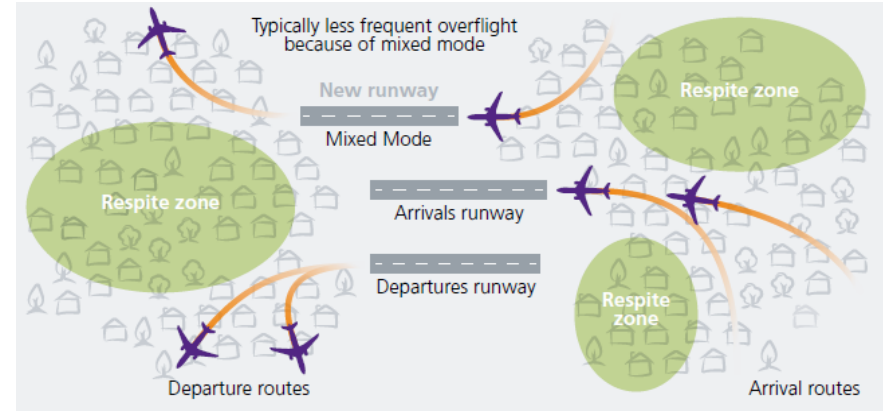 Typically less frequent overflight
because of mixed mode
New runway
Respite zone
Mixed Mode
Respite zone
Arrivals runway
Departures runway
Respite
zone
Departure routes
Arrival routes